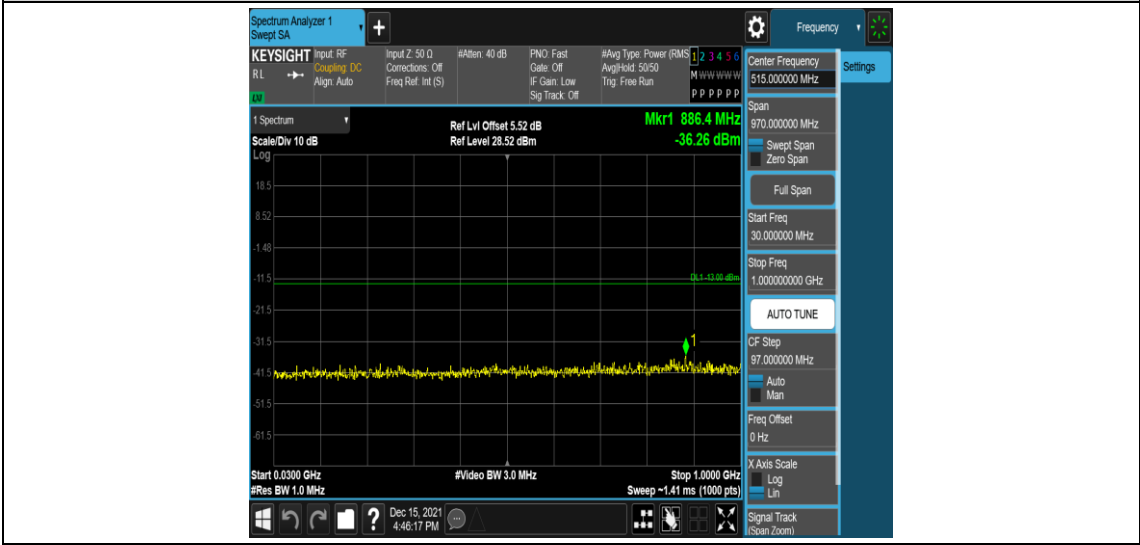 Spectrum Analyzer 1
Swept SA
+
Frequency
KEYSIGHT
RL
LM
Input: RF
Coupling: DC
Align: Auto
Input Z: 50 Ω
Corrections: Off
Freq Ref: Int (S)
#Atten: 40 dB
PNO: Fast
Gate: Off
IF Gain: Low
Sig Track: Off
#Avg Type: Power (RMS
Avg|Hold: 50/50
Trig: Free Run
1 2 3 4 5 6
M W W W W W
P P P P P P
1 Spectrum
Scale/Div 10 dB
Ref Lvl Offset 5.52 dB
Ref Level 28.52 dBm
Mkr1 886.4 MHz
-36.26 dBm
Log
18.5
8.52
-1.48
-11.5
DL1 -13.00 dBm
-21.5
-31.5
1
-41.5
-51.5
-61.5
Start 0.0300 GHz
#Video BW 3.0 MHz
Stop 1.0000 GHz
#Res BW 1.0 MHz
Sweep ~1.41 ms (1000 pts)
?
Dec 15, 2021
4:46:17 PM
Center Frequency
515.000000 MHz
Settings
Span
970.000000 MHz
Swept Span
Zero Span
Full Span
Start Freq
30.000000 MHz
Stop Freq
1.000000000 GHz
AUTO TUNE
CF Step
97.000000 MHz
Auto
Man
Freq Offset
0 Hz
X Axis Scale
Log
Lin
Signal Track
(Span Zoom)